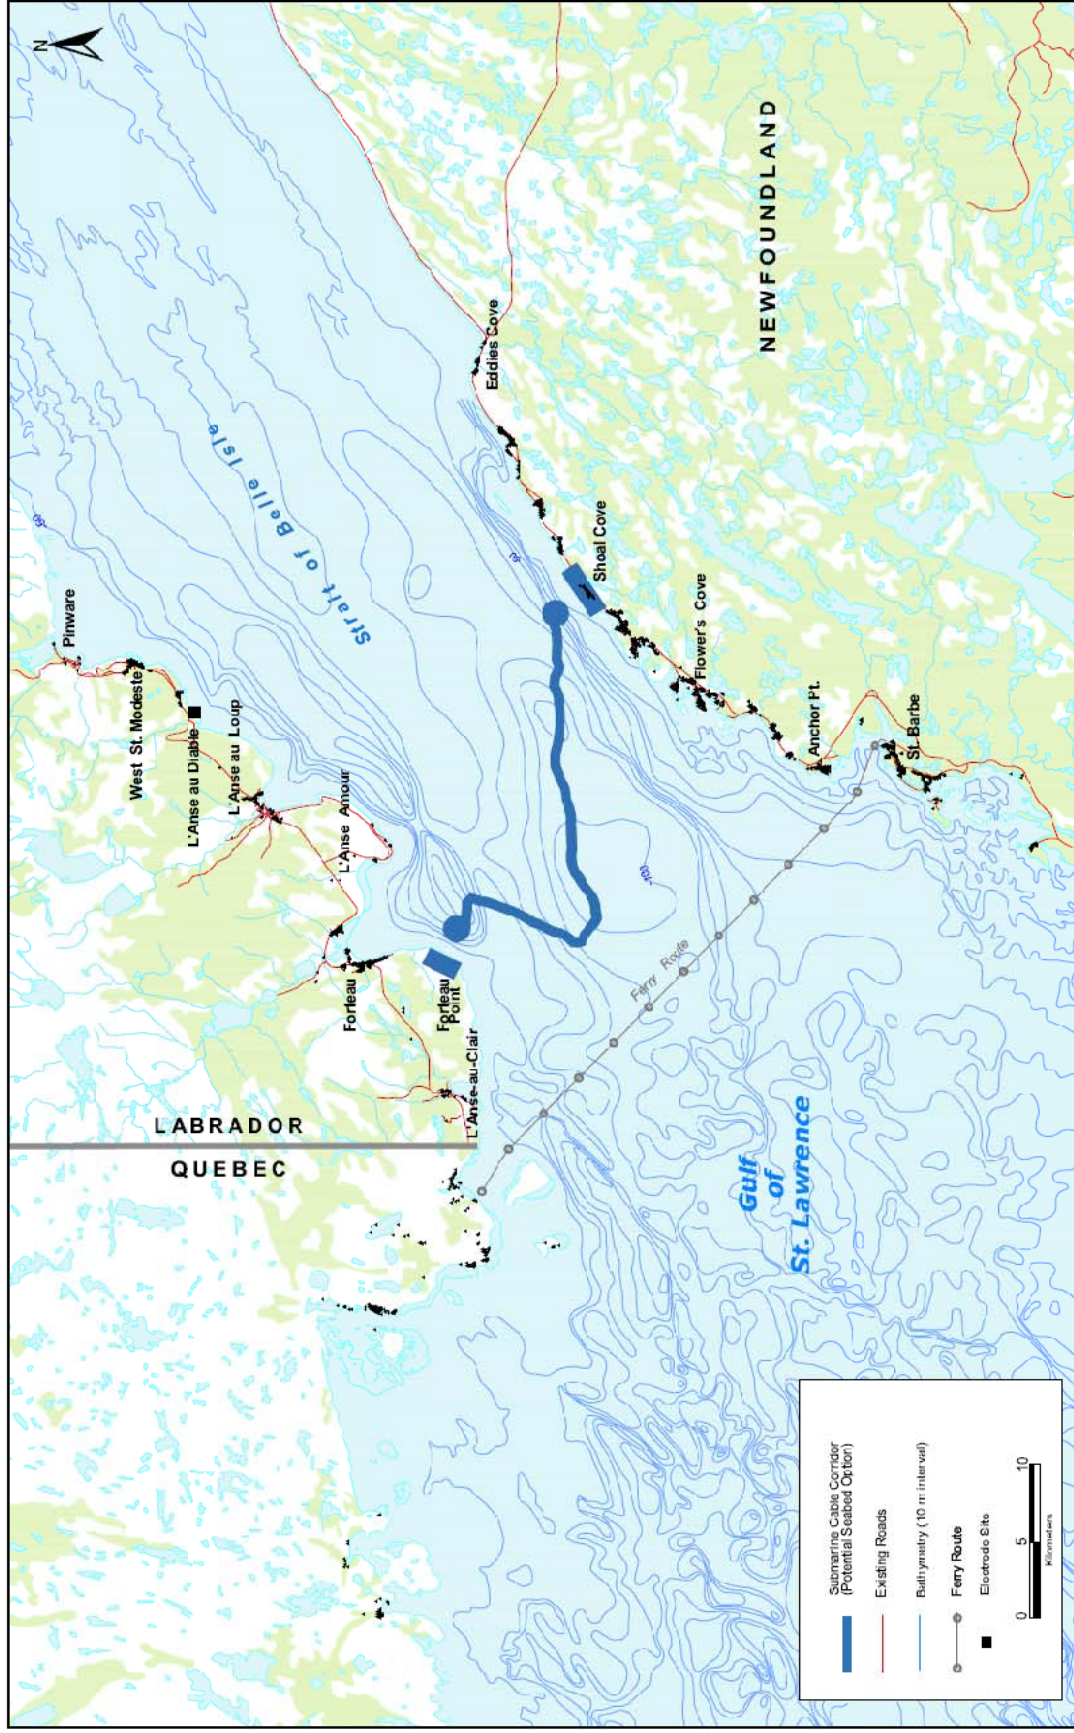 N
Pinware
West St. Modeste
L'Anse au Diable
L'Anse au Loup
L'Anse Amour
Forteau
Forteau
Point
L'Anse-au-Clair
LABRADOR
QUEBEC
Strait of Belle Isle
-50
-50
-100
Eddies Cove
Shoal Cove
Flower's Cove
Anchor Pt.
St. Barbe
NEWFOUNDLAND
Ferry Route
Gulf
of
St. Lawrence
Submarine Cable Corridor
(Potential Seabed Option)
Existing Roads
Bathymetry (10 m interval)
Ferry Route
Electrode Site
0 5 10
Kilometers